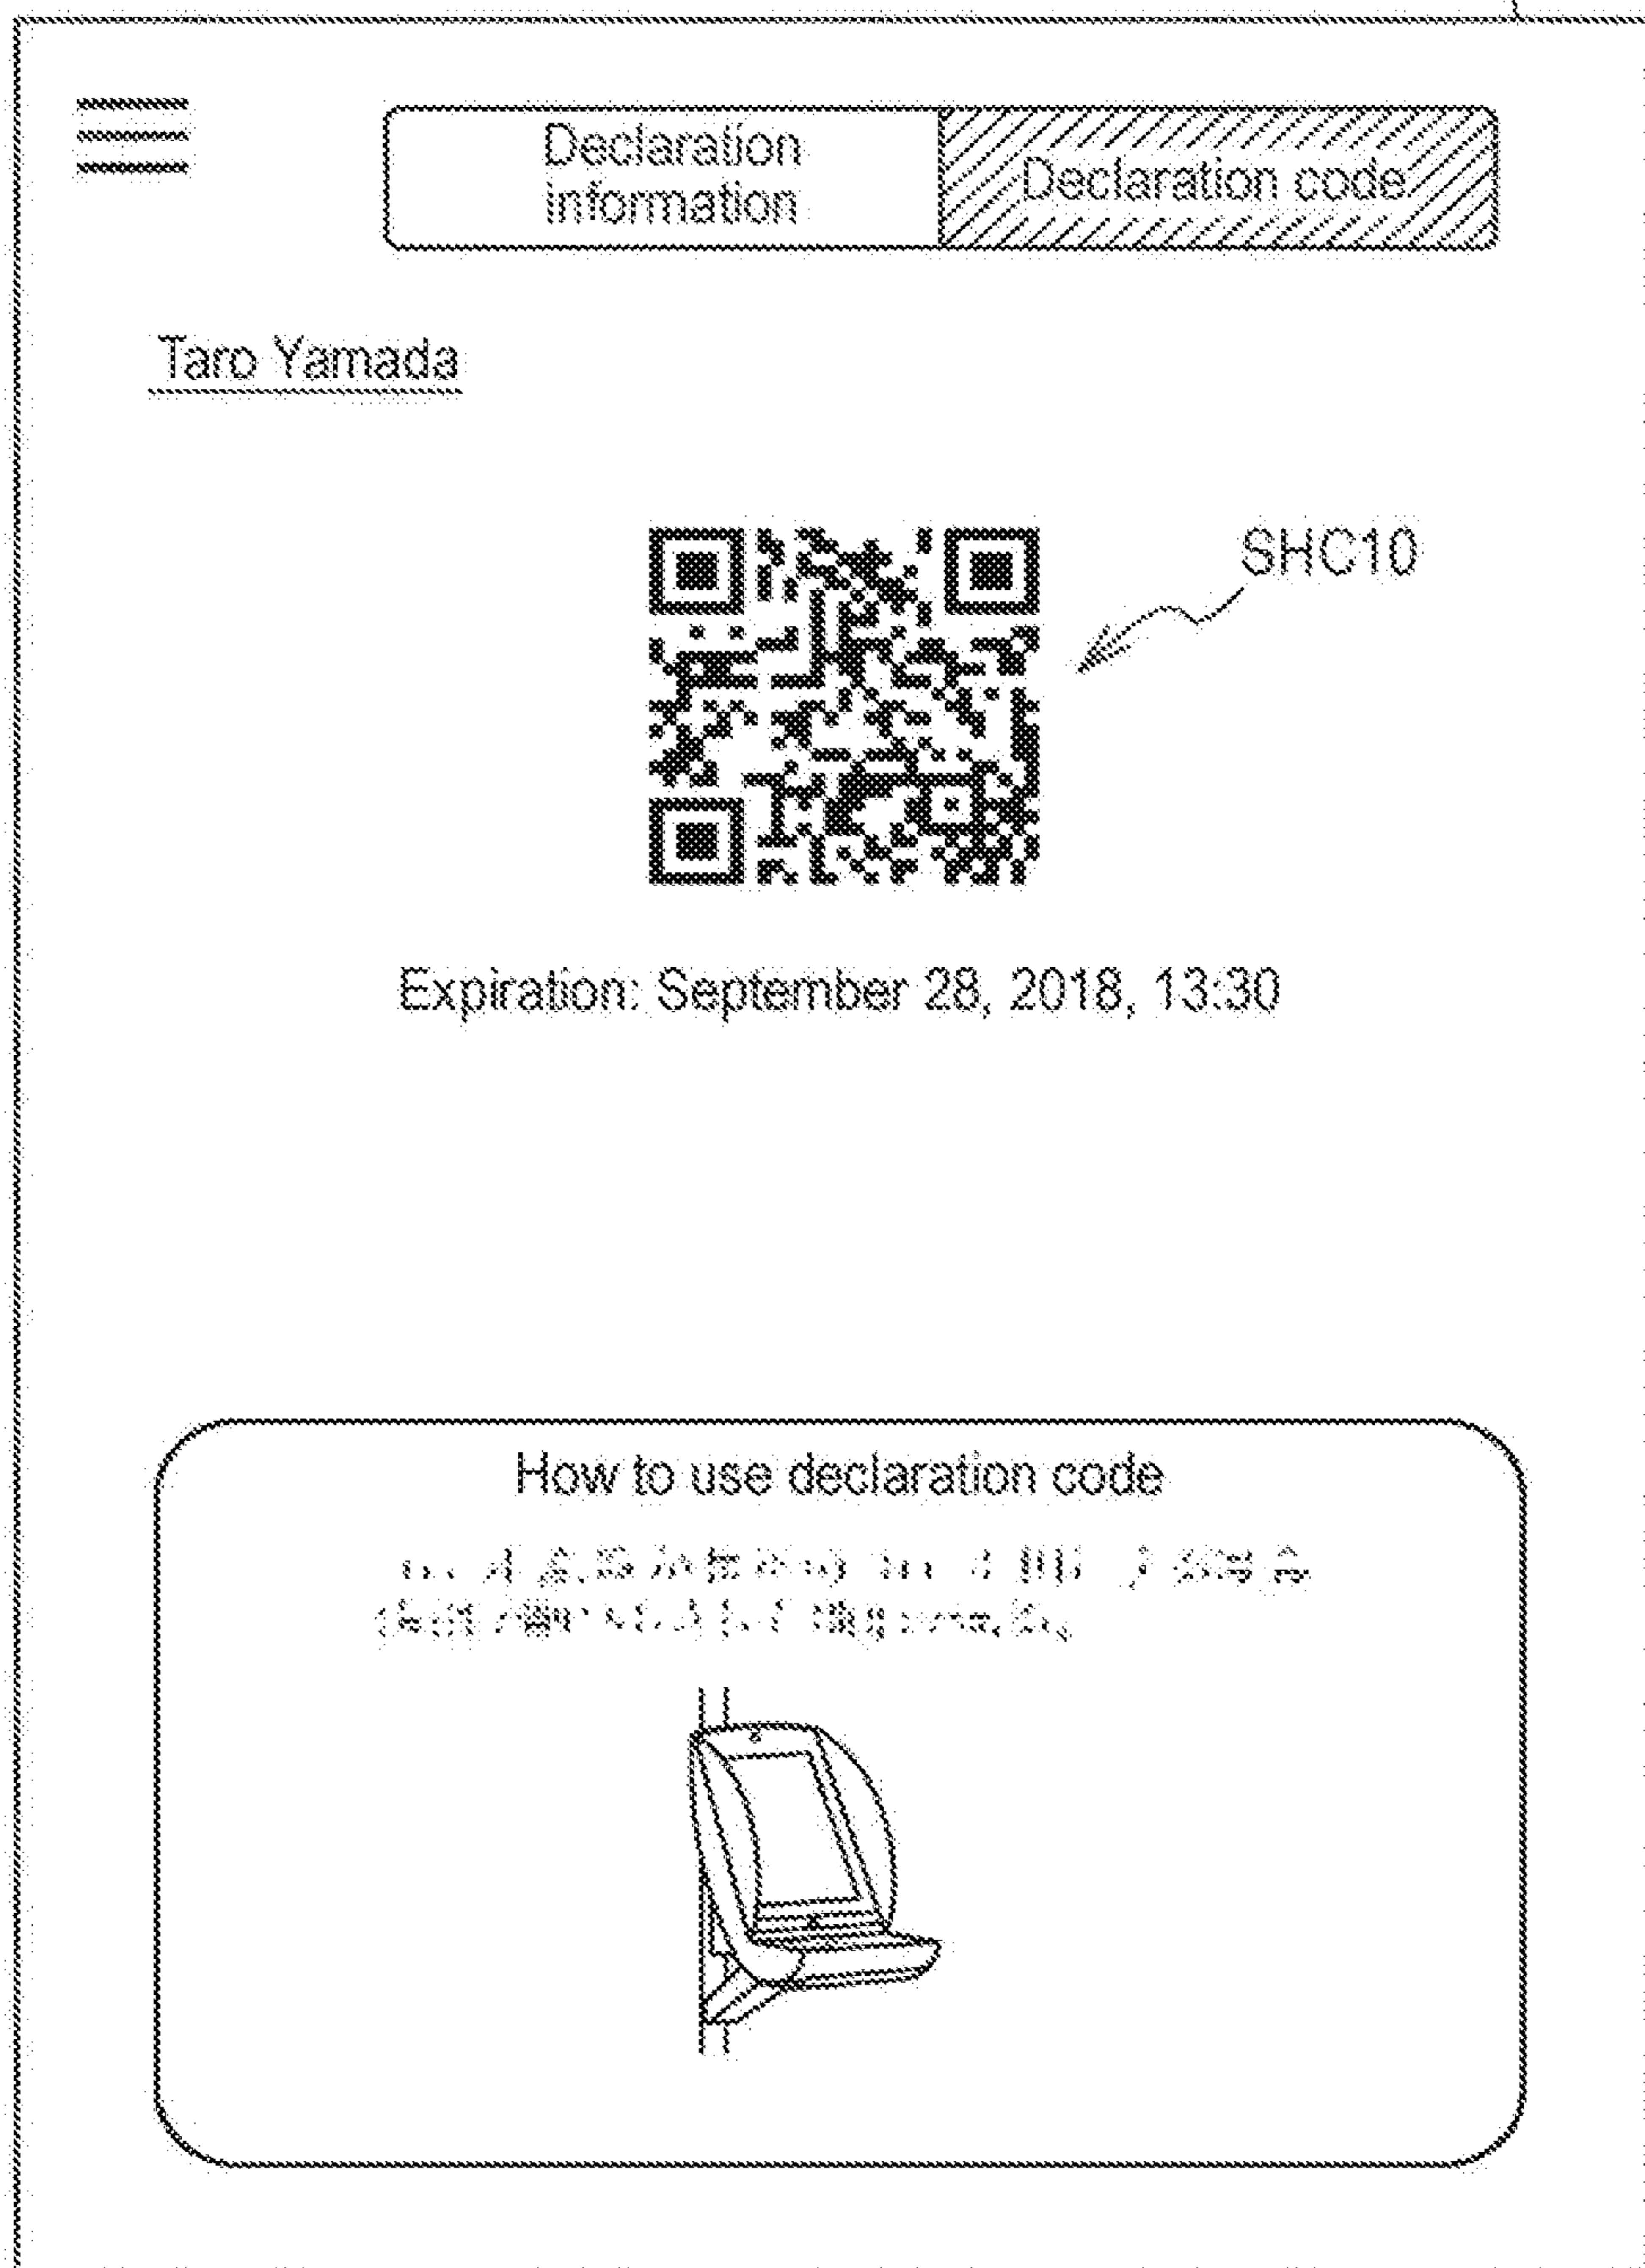 Declaration
information
Declaration code
Taro Yamada
SHC10
Expiration: September 28, 2018, 13:30
How to use declaration code